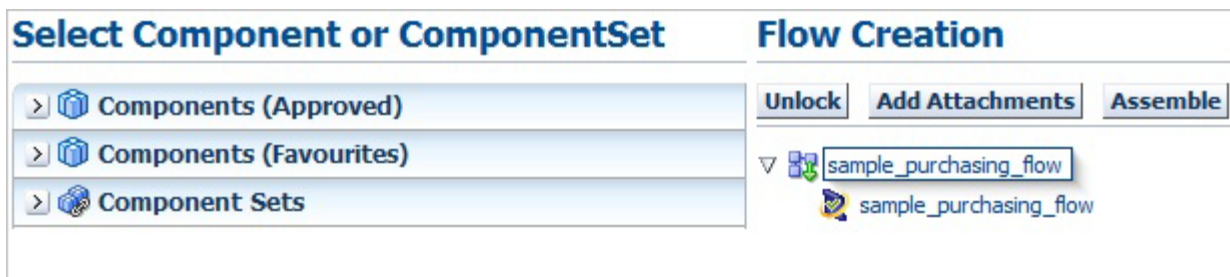 Select Component or ComponentSet
Components (Approved)
Components (Favourites)
Component Sets
Flow Creation
Unlock Add Attachments Assemble
sample_purchasing_flow
sample_purchasing_flow